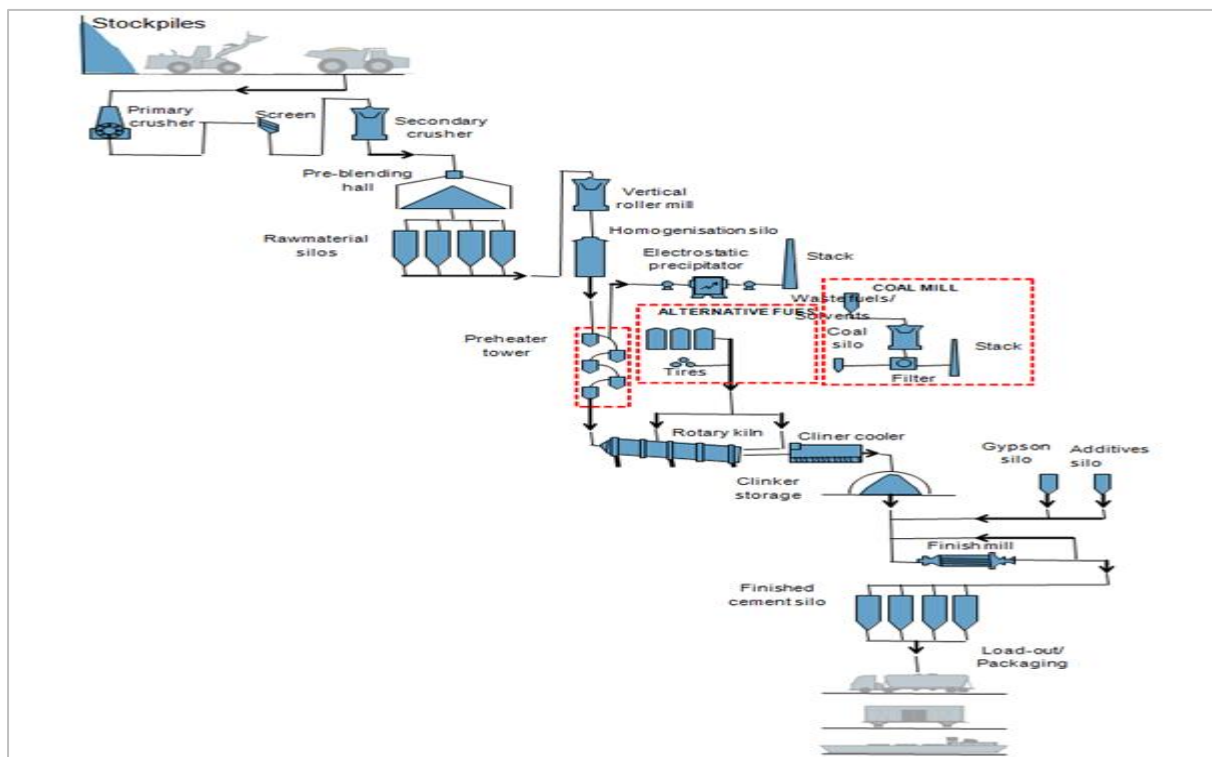 Stockpiles
Primary
crusher
Screen
Secondary
crusher
Pre-blending
hall
Vertical
roller mill
Rawmaterial
silos
Homogenisation silo
Electrostatic
precipitator
Stack
COAL MILL
Wastefuels/
Solvents
ALTERNATIVE FUES
Coal
silo
Stack
Filter
Preheater
tower
Tires
Rotary kiln
Cliner cooler
Clinker
storage
Gypson
silo
Additives
silo
Finish mill
Finished
cement silo
Load-out/
Packaging